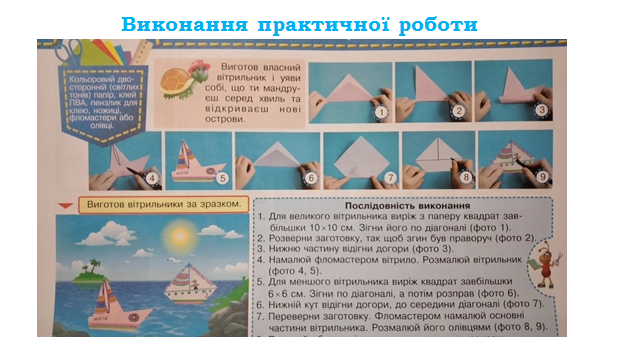 Виконання практичної роботи
Кольоровий дво-
сторонній (світлих
тонів) папір, клей
ПВА, пензлик для
клею, ножиці,
фломастери або
олівці.
Виготов власний
вітрильник і уяви
собі, що ти мандру-
єш серед хвиль та
відкриваєш нові
острови.
1
2
3
4
5
6
7
8
9
Виготов вітрильники за зразком.
Послідовність виконання
1. Для великого вітрильника виріж з паперу квадрат зав-
більшки 10×10 см. Зігни його по діагоналі (фото 1).
2. Розверни заготовку, так щоб згин був праворуч (фото 2).
3. Нижню частину відігни догори (фото 3).
4. Намалюй фломастером вітрило. Розмалюй вітрильник
(фото 4, 5).
5. Для меншого вітрильника виріж квадрат завбільшки
6×6 см. Зігни по діагоналі, а потім розправ (фото 6).
6. Нижній кут відігни догори, до середини діагоналі (фото 7).
7. Переверни заготовку. Фломастером намалюй основні
частини вітрильника. Розмалюй його олівцями (фото 8, 9).